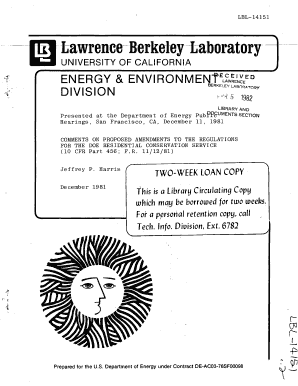 LBL-14151
LBL
Lawrence Berkeley Laboratory
UNIVERSITY OF CALIFORNIA
ENERGY & ENVIRONMENT
DIVISION
RECEIVED
LAWRENCE
BERKELEY LABORATORY
5 1982
LIBRARY AND
DOCUMENTS SECTION
Presented at the Department of Energy Public
Hearings, San Francisco, CA, December 11, 1981
COMMENTS ON PROPOSED AMENDMENTS TO THE REGULATIONS
FOR THE DOE RESIDENTIAL CONSERVATION SERVICE
(10 CFR Part 456; F.R. 11/12/81)
Jeffrey P. Harris
December 1981
TWO-WEEK LOAN COPY
This is a Library Circulating Copy
which may be borrowed for two weeks.
For a personal retention copy, call
Tech. Info. Division, Ext. 6782
LBL-14151
Prepared for the U.S. Department of Energy under Contract DE-AC03-76SF00098